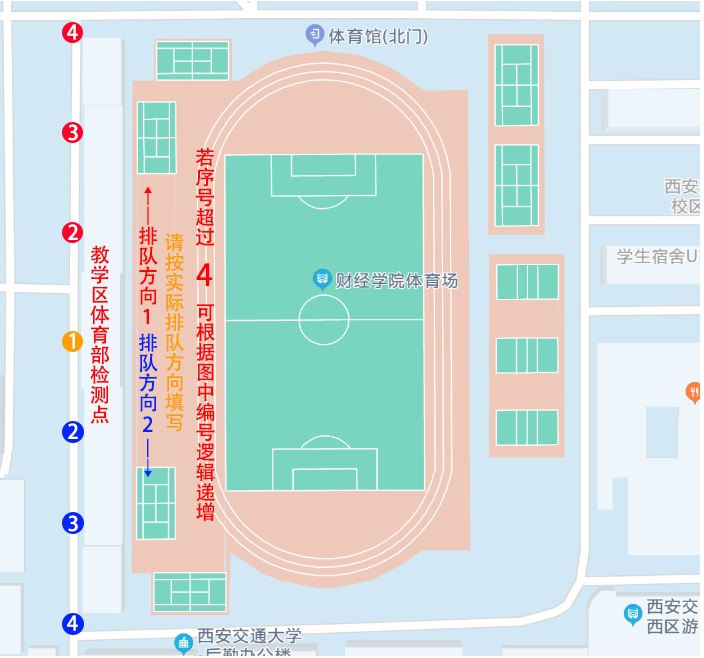 4
体育馆(北门)
3
西安
校区
2
学生宿舍U
教学区体育部检测点
排队方向1
排队方向2
请按实际排队方向填写
若序号超过 4 可根据图中编号逻辑递增
财经学院体育场
1
2
3
4
西安交通大学
后勤办公楼
西安交
西区游